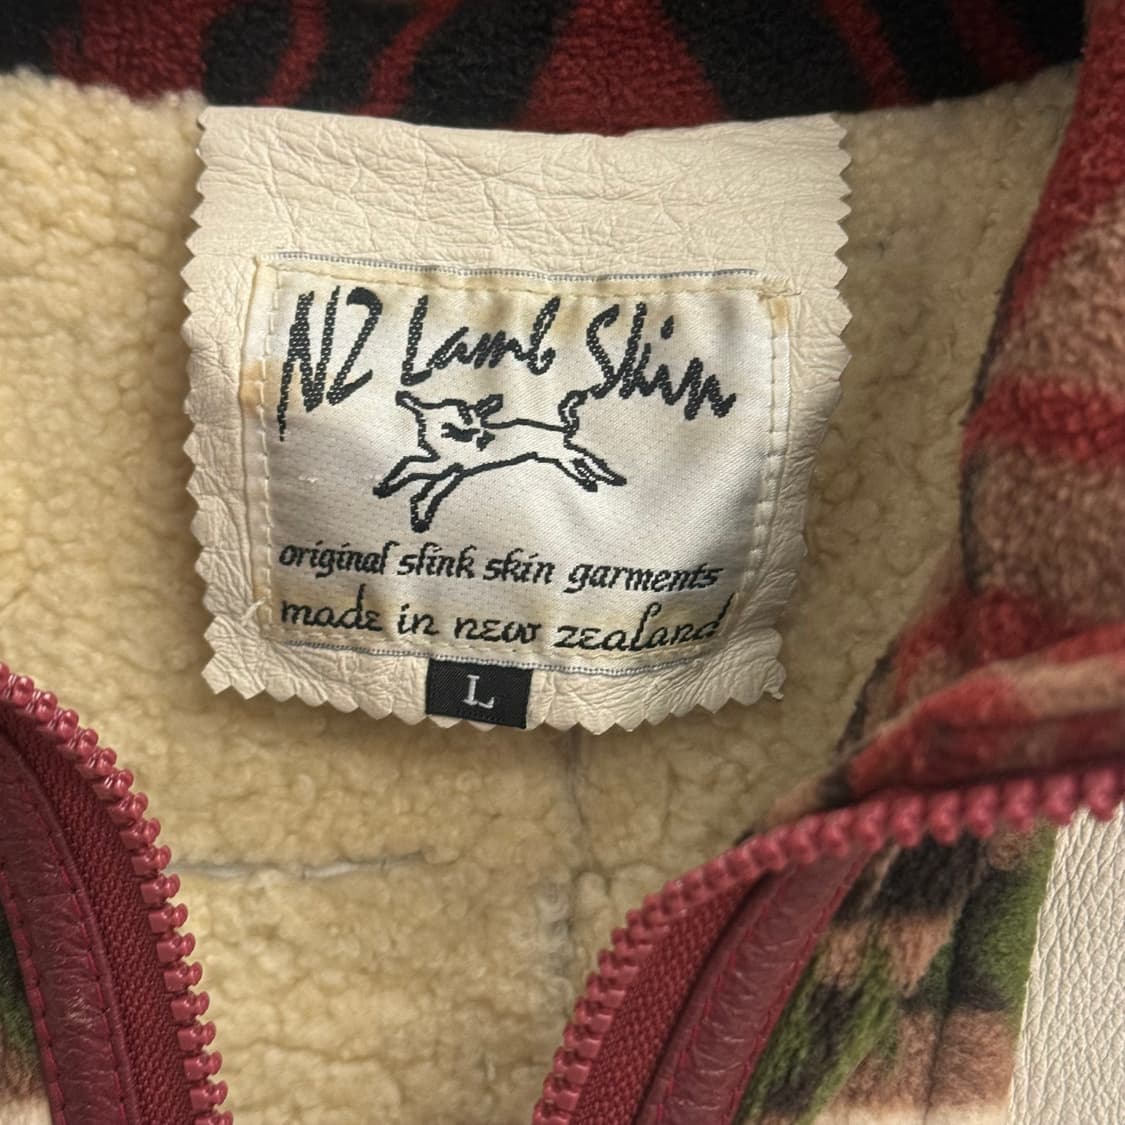 NZ Lamb Skin
original slink skin garments
made in new zealand
L